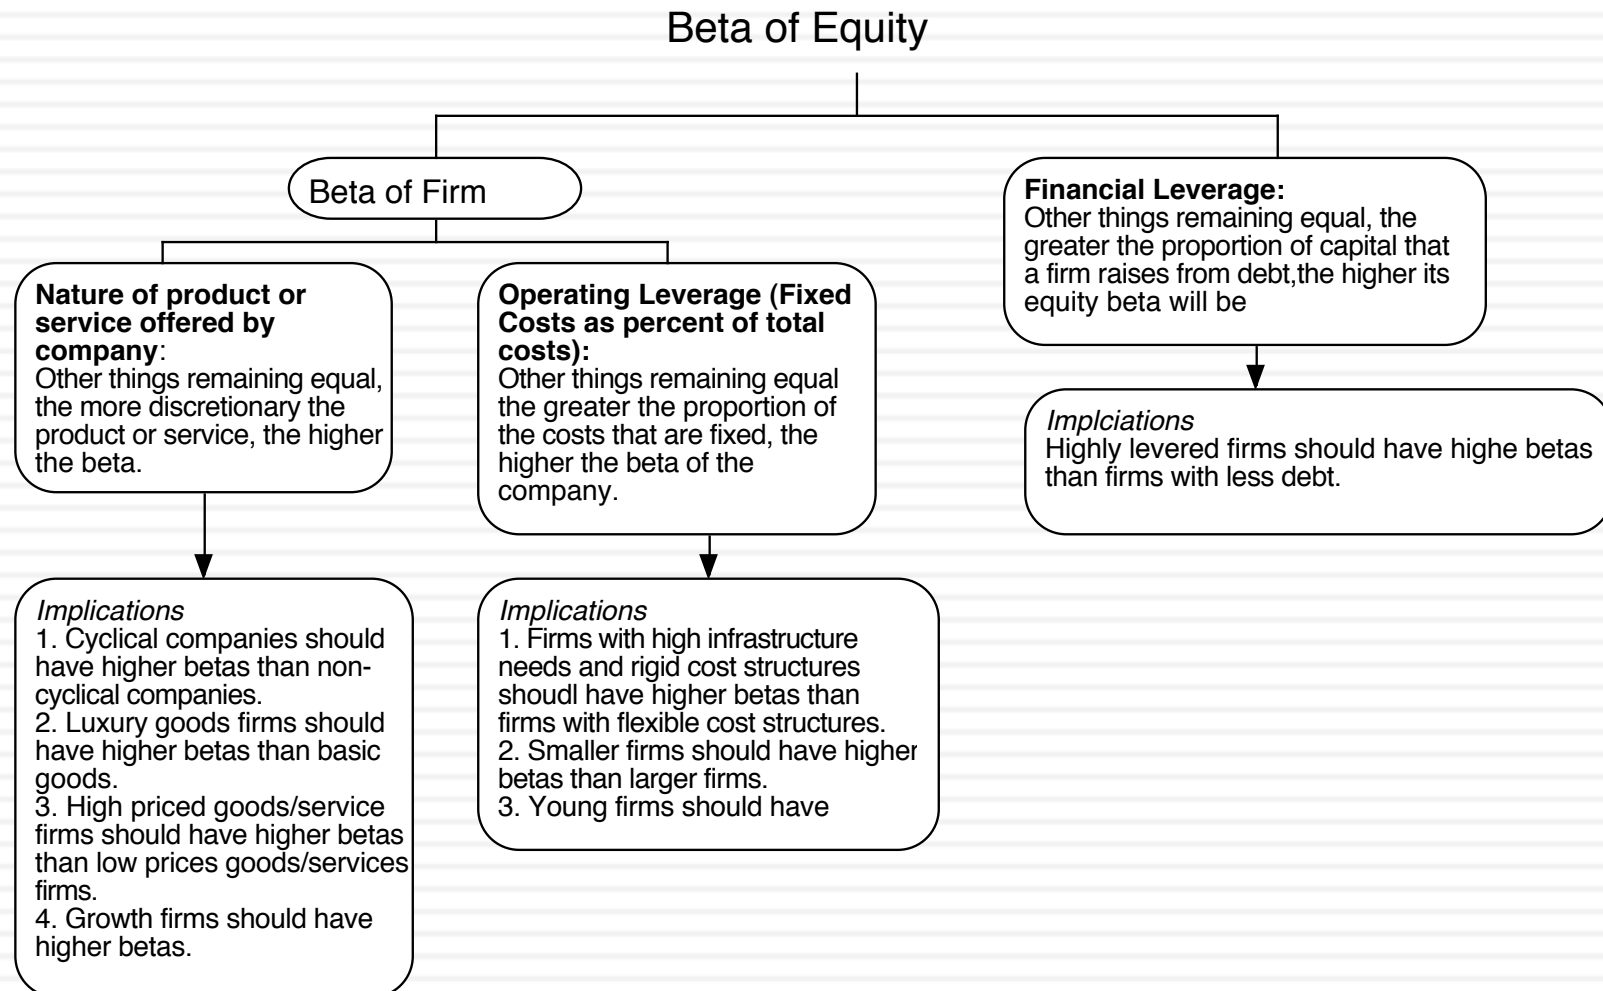 Beta of Equity
Beta of Firm
Financial Leverage:
Other things remaining equal, the
greater the proportion of capital that
a firm raises from debt,the higher its
equity beta will be
Nature of product or
service offered by
company:
Other things remaining equal,
the more discretionary the
product or service, the higher
the beta.
Operating Leverage (Fixed
Costs as percent of total
costs):
Other things remaining equal
the greater the proportion of
the costs that are fixed, the
higher the beta of the
company.
Implciations
Highly levered firms should have highe betas
than firms with less debt.
Implications
1. Cyclical companies should
have higher betas than non-
cyclical companies.
2. Luxury goods firms should
have higher betas than basic
goods.
3. High priced goods/service
firms should have higher betas
than low prices goods/services
firms.
4. Growth firms should have
higher betas.
Implications
1. Firms with high infrastructure
needs and rigid cost structures
shoudl have higher betas than
firms with flexible cost structures.
2. Smaller firms should have higher
betas than larger firms.
3. Young firms should have